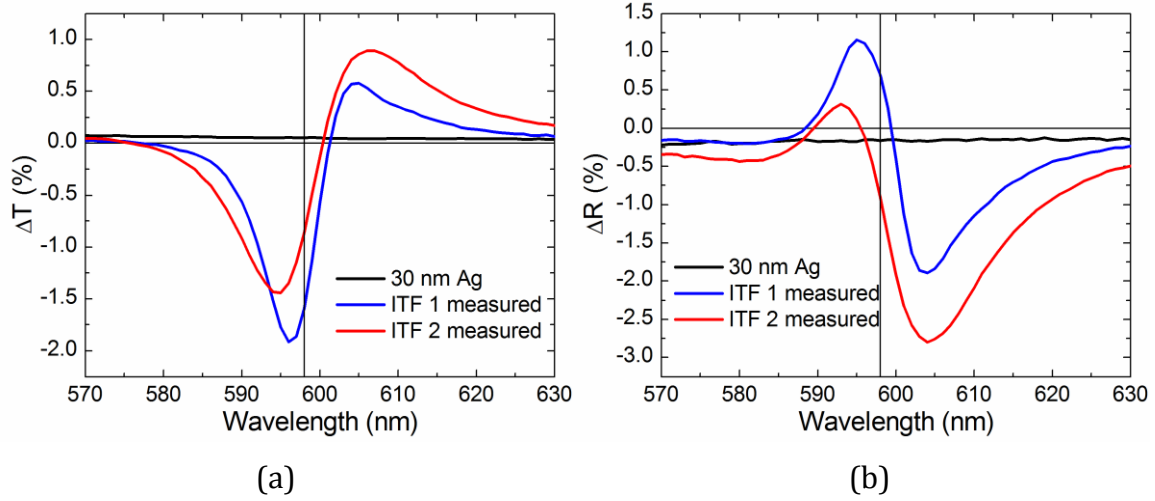 1.0
0.5
0.0
-0.5
-1.0
-1.5
-2.0
ΔT (%)
30 nm Ag
ITF 1 measured
ITF 2 measured
570 580 590 600 610 620 630
Wavelength (nm)
(a)
1.5
1.0
0.5
0.0
-0.5
-1.0
-1.5
-2.0
-2.5
-3.0
ΔR (%)
30 nm Ag
ITF 1 measured
ITF 2 measured
570 580 590 600 610 620 630
Wavelength (nm)
(b)